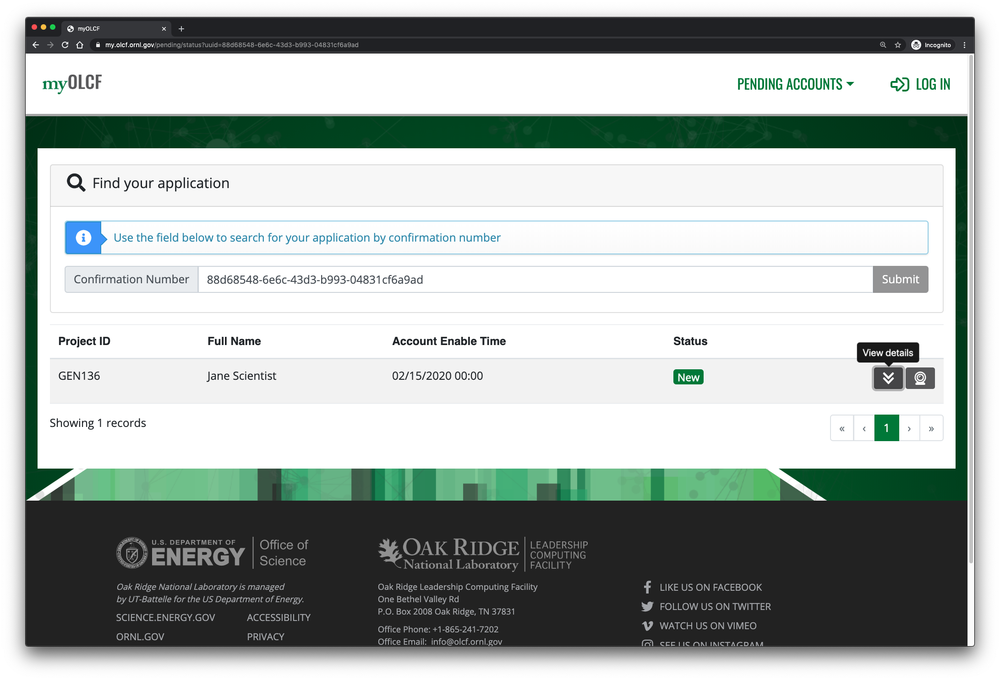 myOLCF
my.olcf.ornl.gov/pending/status?uuid=88d68548-6e6c-43d3-b993-04831cf6a9ad
Incognito
myOLCF
PENDING ACCOUNTS
LOG IN
Find your application
Use the field below to search for your application by confirmation number
Confirmation Number
88d68548-6e6c-43d3-b993-04831cf6a9ad
Submit
Project ID
Full Name
Account Enable Time
Status
View details
GEN136
Jane Scientist
02/15/2020 00:00
New
Showing 1 records
« ‹ 1 › »
U.S. DEPARTMENT OF
ENERGY
Office of
Science
Oak Ridge National Laboratory is managed
by UT-Battelle for the US Department of Energy.
SCIENCE.ENERGY.GOV
ACCESSIBILITY
ORNL.GOV
PRIVACY
OAK RIDGE
National Laboratory
LEADERSHIP
COMPUTING
FACILITY
Oak Ridge Leadership Computing Facility
One Bethel Valley Rd
P.O. Box 2008 Oak Ridge, TN 37831
Office Phone: +1-865-241-7202
Office Email: info@olcf.ornl.gov
LIKE US ON FACEBOOK
FOLLOW US ON TWITTER
WATCH US ON VIMEO
SEE US ON INSTAGRAM